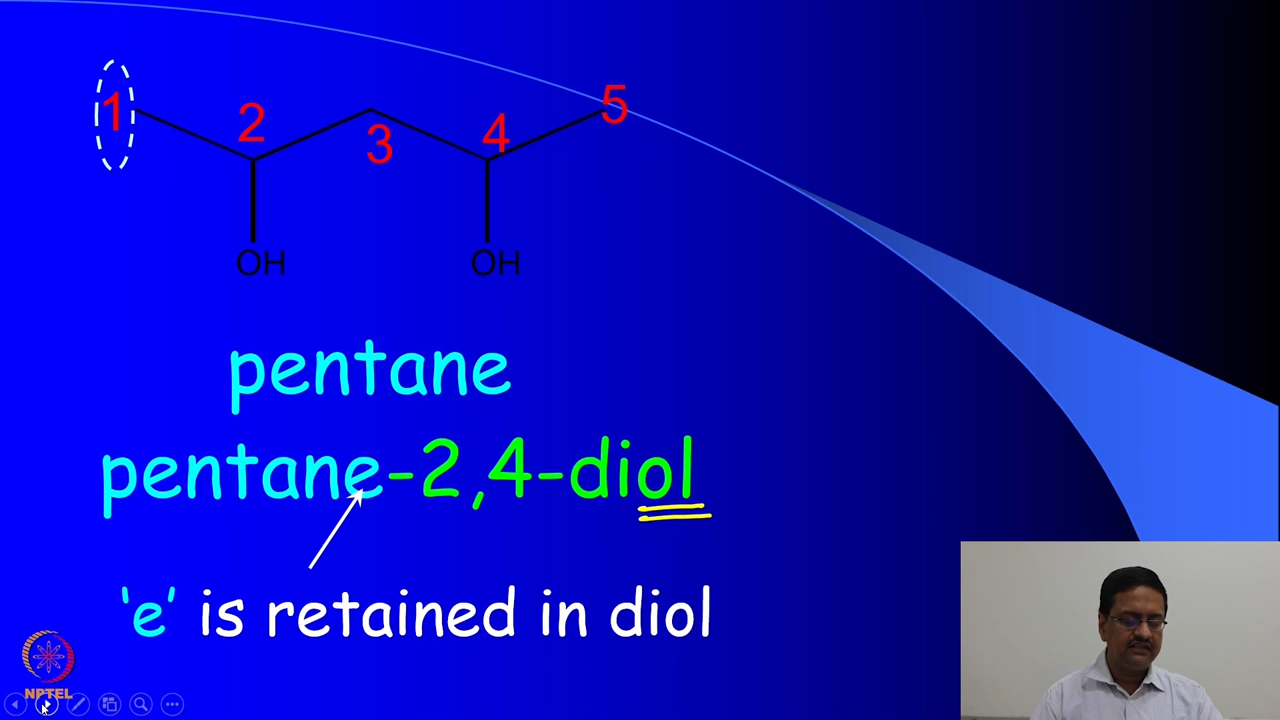 1 2 3 4 5
OH OH
pentane
pentane-2,4-diol
'e' is retained in diol
NPTEL